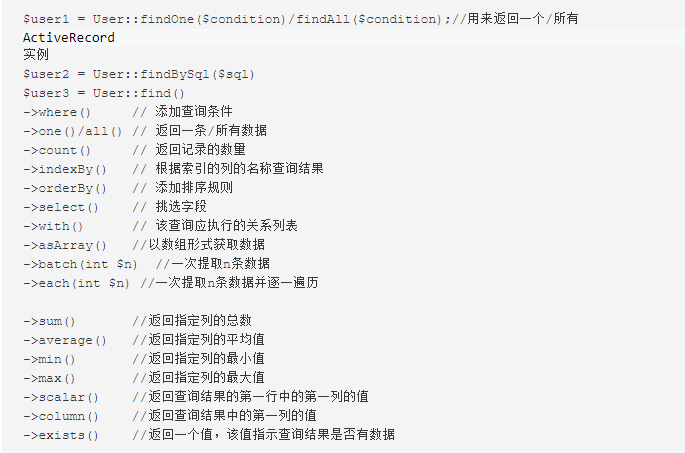 $user1 = User::findOne($condition)/findAll($condition);//用来返回一个/所有
ActiveRecord
实例
$user2 = User::findBySql($sql)
$user3 = User::find()
->where()     // 添加查询条件
->one()/all() // 返回一条/所有数据
->count()     // 返回记录的数量
->indexBy()   // 根据索引的列的名称查询结果
->orderBy()   // 添加排序规则
->select()    // 挑选字段
->with()      // 该查询应执行的关系列表
->asArray()   //以数组形式获取数据
->batch(int $n)  //一次提取n条数据
->each(int $n) //一次提取n条数据并逐一遍历
->sum()       //返回指定列的总数
->average()   //返回指定列的平均值
->min()       //返回指定列的最小值
->max()       //返回指定列的最大值
->scalar()    //返回查询结果的第一行中的第一列的值
->column()    //返回查询结果中的第一列的值
->exists()    //返回一个值，该值指示查询结果是否有数据